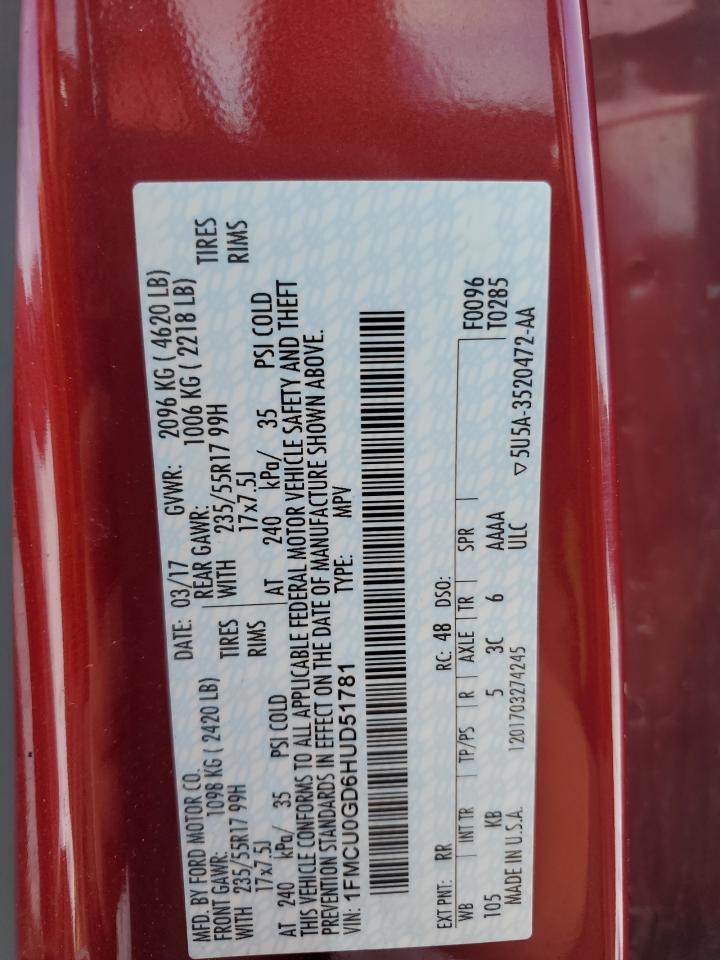 MFD. BY FORD MOTOR CO. DATE: 03/17 GVWR: 2096 KG ( 4620 LB)
FRONT GAWR: 1098 KG ( 2420 LB) REAR GAWR: 1006 KG ( 2218 LB)
WITH 235/55R17 99H TIRES WITH 235/55R17 99H TIRES
17x7.5J RIMS 17x7.5J RIMS
AT 240 kPa/ 35 PSI COLD AT 240 kPa/ 35 PSI COLD
THIS VEHICLE CONFORMS TO ALL APPLICABLE FEDERAL MOTOR VEHICLE SAFETY AND THEFT
PREVENTION STANDARDS IN EFFECT ON THE DATE OF MANUFACTURE SHOWN ABOVE.
VIN: 1FMCU0GD6HUD51781 TYPE: MPV
EXT PNT: RR RC: 48 DSO: F0096
WB INT TR TP/PS R AXLE TR SPR T0285
105 KB 5 3C 6 AAAA
MADE IN U.S.A. 1201703274245 ULC ▽5U5A-3520472-AA